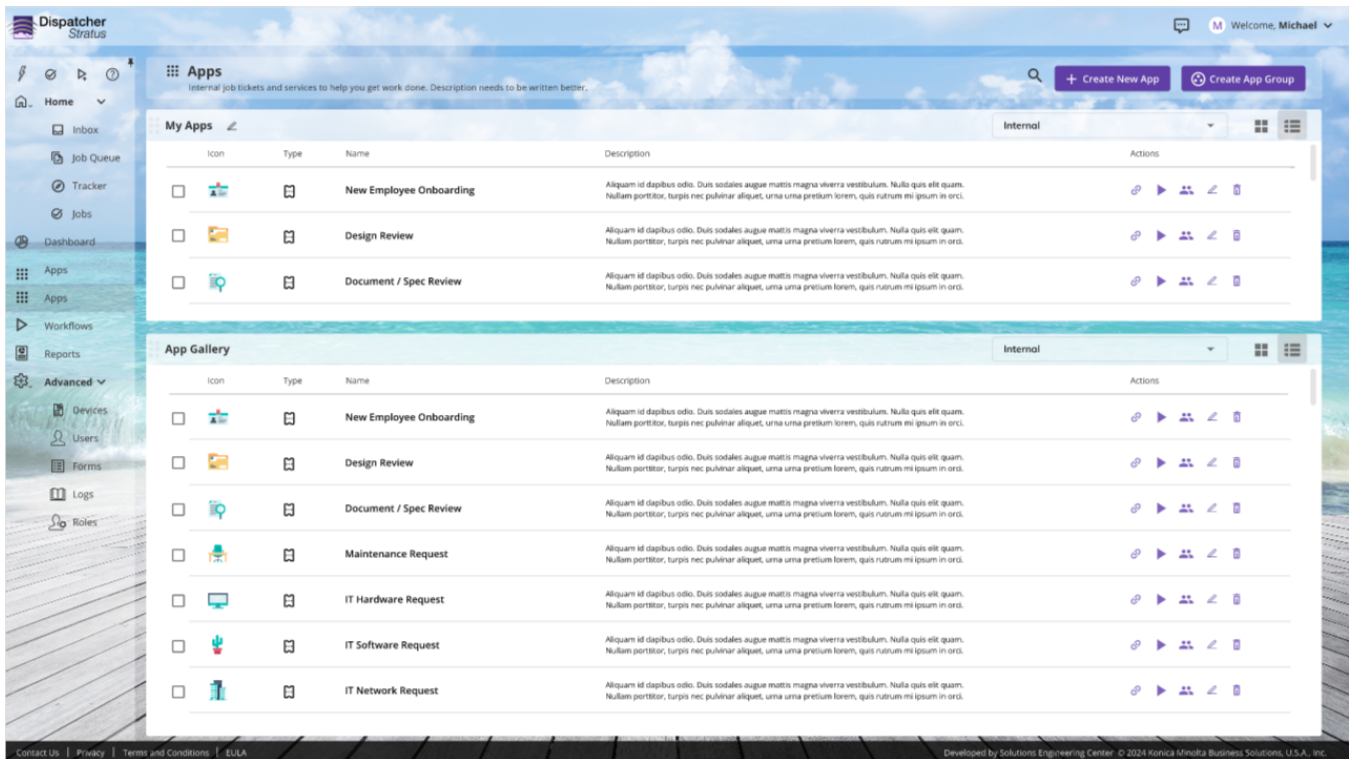 Dispatcher
Stratus
M Welcome, Michael
Apps
Internal job tickets and services to help you get work done. Description needs to be written better.
+ Create New App
Create App Group
Home
Inbox
Job Queue
Tracker
Jobs
Dashboard
Apps
Apps
Workflows
Reports
Advanced
Devices
Users
Forms
Logs
Roles
My Apps
Internal
Icon Type Name Description Actions
New Employee Onboarding
Aliquam id dapibus odio. Duis sodales augue mattis magna viverra vestibulum. Nulla quis elit quam.
Nullam porttitor, turpis nec pulvinar aliquet, urna urna pretium lorem, quis rutrum mi ipsum in orci.
Design Review
Aliquam id dapibus odio. Duis sodales augue mattis magna viverra vestibulum. Nulla quis elit quam.
Nullam porttitor, turpis nec pulvinar aliquet, urna urna pretium lorem, quis rutrum mi ipsum in orci.
Document / Spec Review
Aliquam id dapibus odio. Duis sodales augue mattis magna viverra vestibulum. Nulla quis elit quam.
Nullam porttitor, turpis nec pulvinar aliquet, urna urna pretium lorem, quis rutrum mi ipsum in orci.
App Gallery
Internal
Icon Type Name Description Actions
New Employee Onboarding
Aliquam id dapibus odio. Duis sodales augue mattis magna viverra vestibulum. Nulla quis elit quam.
Nullam porttitor, turpis nec pulvinar aliquet, urna urna pretium lorem, quis rutrum mi ipsum in orci.
Design Review
Aliquam id dapibus odio. Duis sodales augue mattis magna viverra vestibulum. Nulla quis elit quam.
Nullam porttitor, turpis nec pulvinar aliquet, urna urna pretium lorem, quis rutrum mi ipsum in orci.
Document / Spec Review
Aliquam id dapibus odio. Duis sodales augue mattis magna viverra vestibulum. Nulla quis elit quam.
Nullam porttitor, turpis nec pulvinar aliquet, urna urna pretium lorem, quis rutrum mi ipsum in orci.
Maintenance Request
Aliquam id dapibus odio. Duis sodales augue mattis magna viverra vestibulum. Nulla quis elit quam.
Nullam porttitor, turpis nec pulvinar aliquet, urna urna pretium lorem, quis rutrum mi ipsum in orci.
IT Hardware Request
Aliquam id dapibus odio. Duis sodales augue mattis magna viverra vestibulum. Nulla quis elit quam.
Nullam porttitor, turpis nec pulvinar aliquet, urna urna pretium lorem, quis rutrum mi ipsum in orci.
IT Software Request
Aliquam id dapibus odio. Duis sodales augue mattis magna viverra vestibulum. Nulla quis elit quam.
Nullam porttitor, turpis nec pulvinar aliquet, urna urna pretium lorem, quis rutrum mi ipsum in orci.
IT Network Request
Aliquam id dapibus odio. Duis sodales augue mattis magna viverra vestibulum. Nulla quis elit quam.
Nullam porttitor, turpis nec pulvinar aliquet, urna urna pretium lorem, quis rutrum mi ipsum in orci.
Contact Us | Privacy | Terms and Conditions | EULA
Developed by Solutions Engineering Center © 2024 Konica Minolta Business Solutions, U.S.A., Inc.